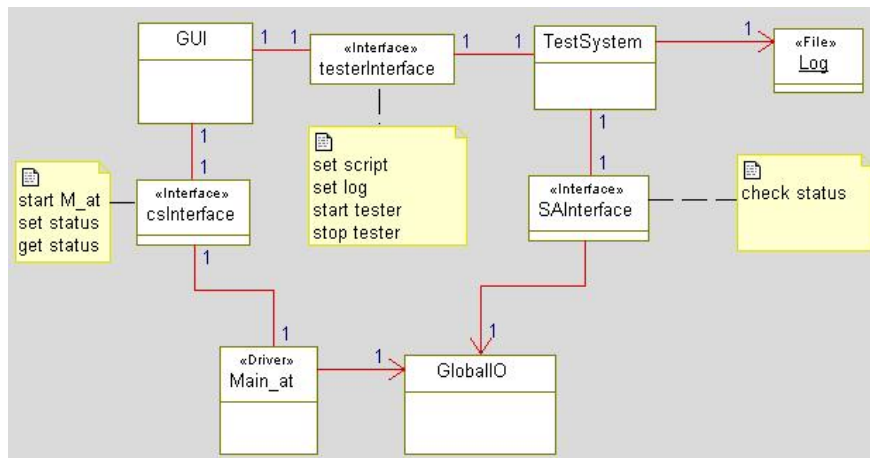 GUI
1
1
«Interface»
testerInterface
1
1
TestSystem
1
«File»
Log
1
1
1
1
start M_at
set status
get status
«Interface»
csInterface
set script
set log
start tester
stop tester
«Interface»
SAInterface
check status
1
1
1
«Driver»
Main_at
1
GlobalIO